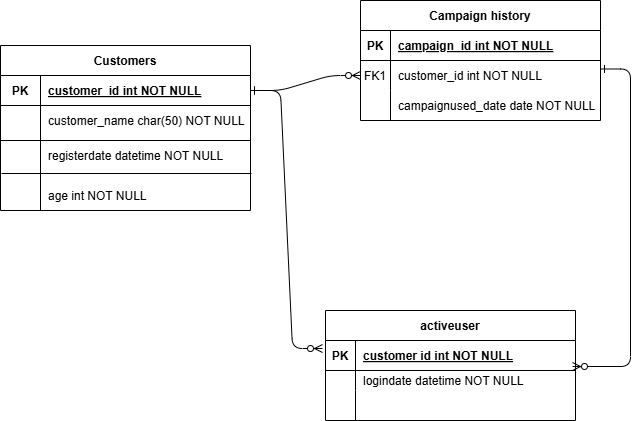 Customers
PK customer_id int NOT NULL
customer_name char(50) NOT NULL
registerdate datetime NOT NULL
age int NOT NULL
Campaign history
PK campaign_id int NOT NULL
FK1 customer_id int NOT NULL
campaignused_date date NOT NULL
activeuser
PK customer id int NOT NULL
logindate datetime NOT NULL